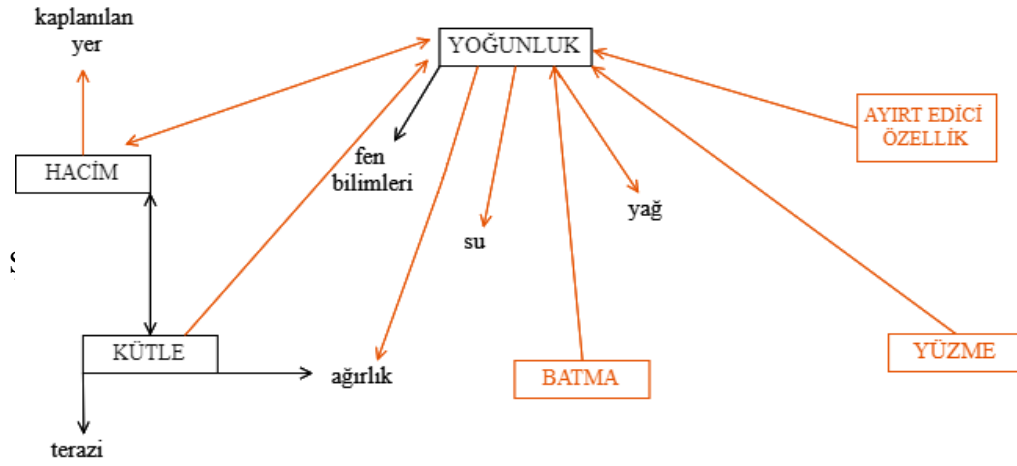 kaplanılan
yer
YOĞUNLUK
AYIRT EDİCİ
ÖZELLİK
HACİM
fen
bilimleri
yağ
su
KÜTLE
ağırlık
BATMA
YÜZME
terazi